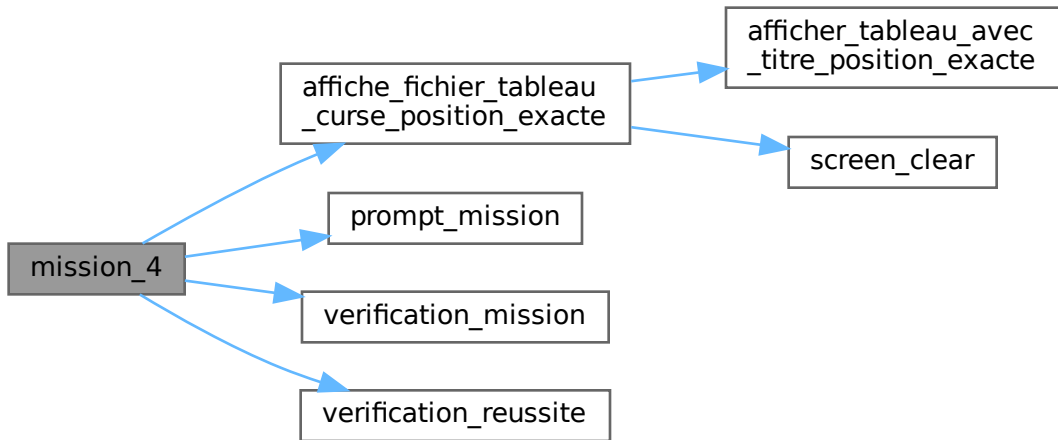 afficher_tableau_avec
_titre_position_exacte
affiche_fichier_tableau
_curse_position_exacte
screen_clear
prompt_mission
mission_4
verification_mission
verification_reussite